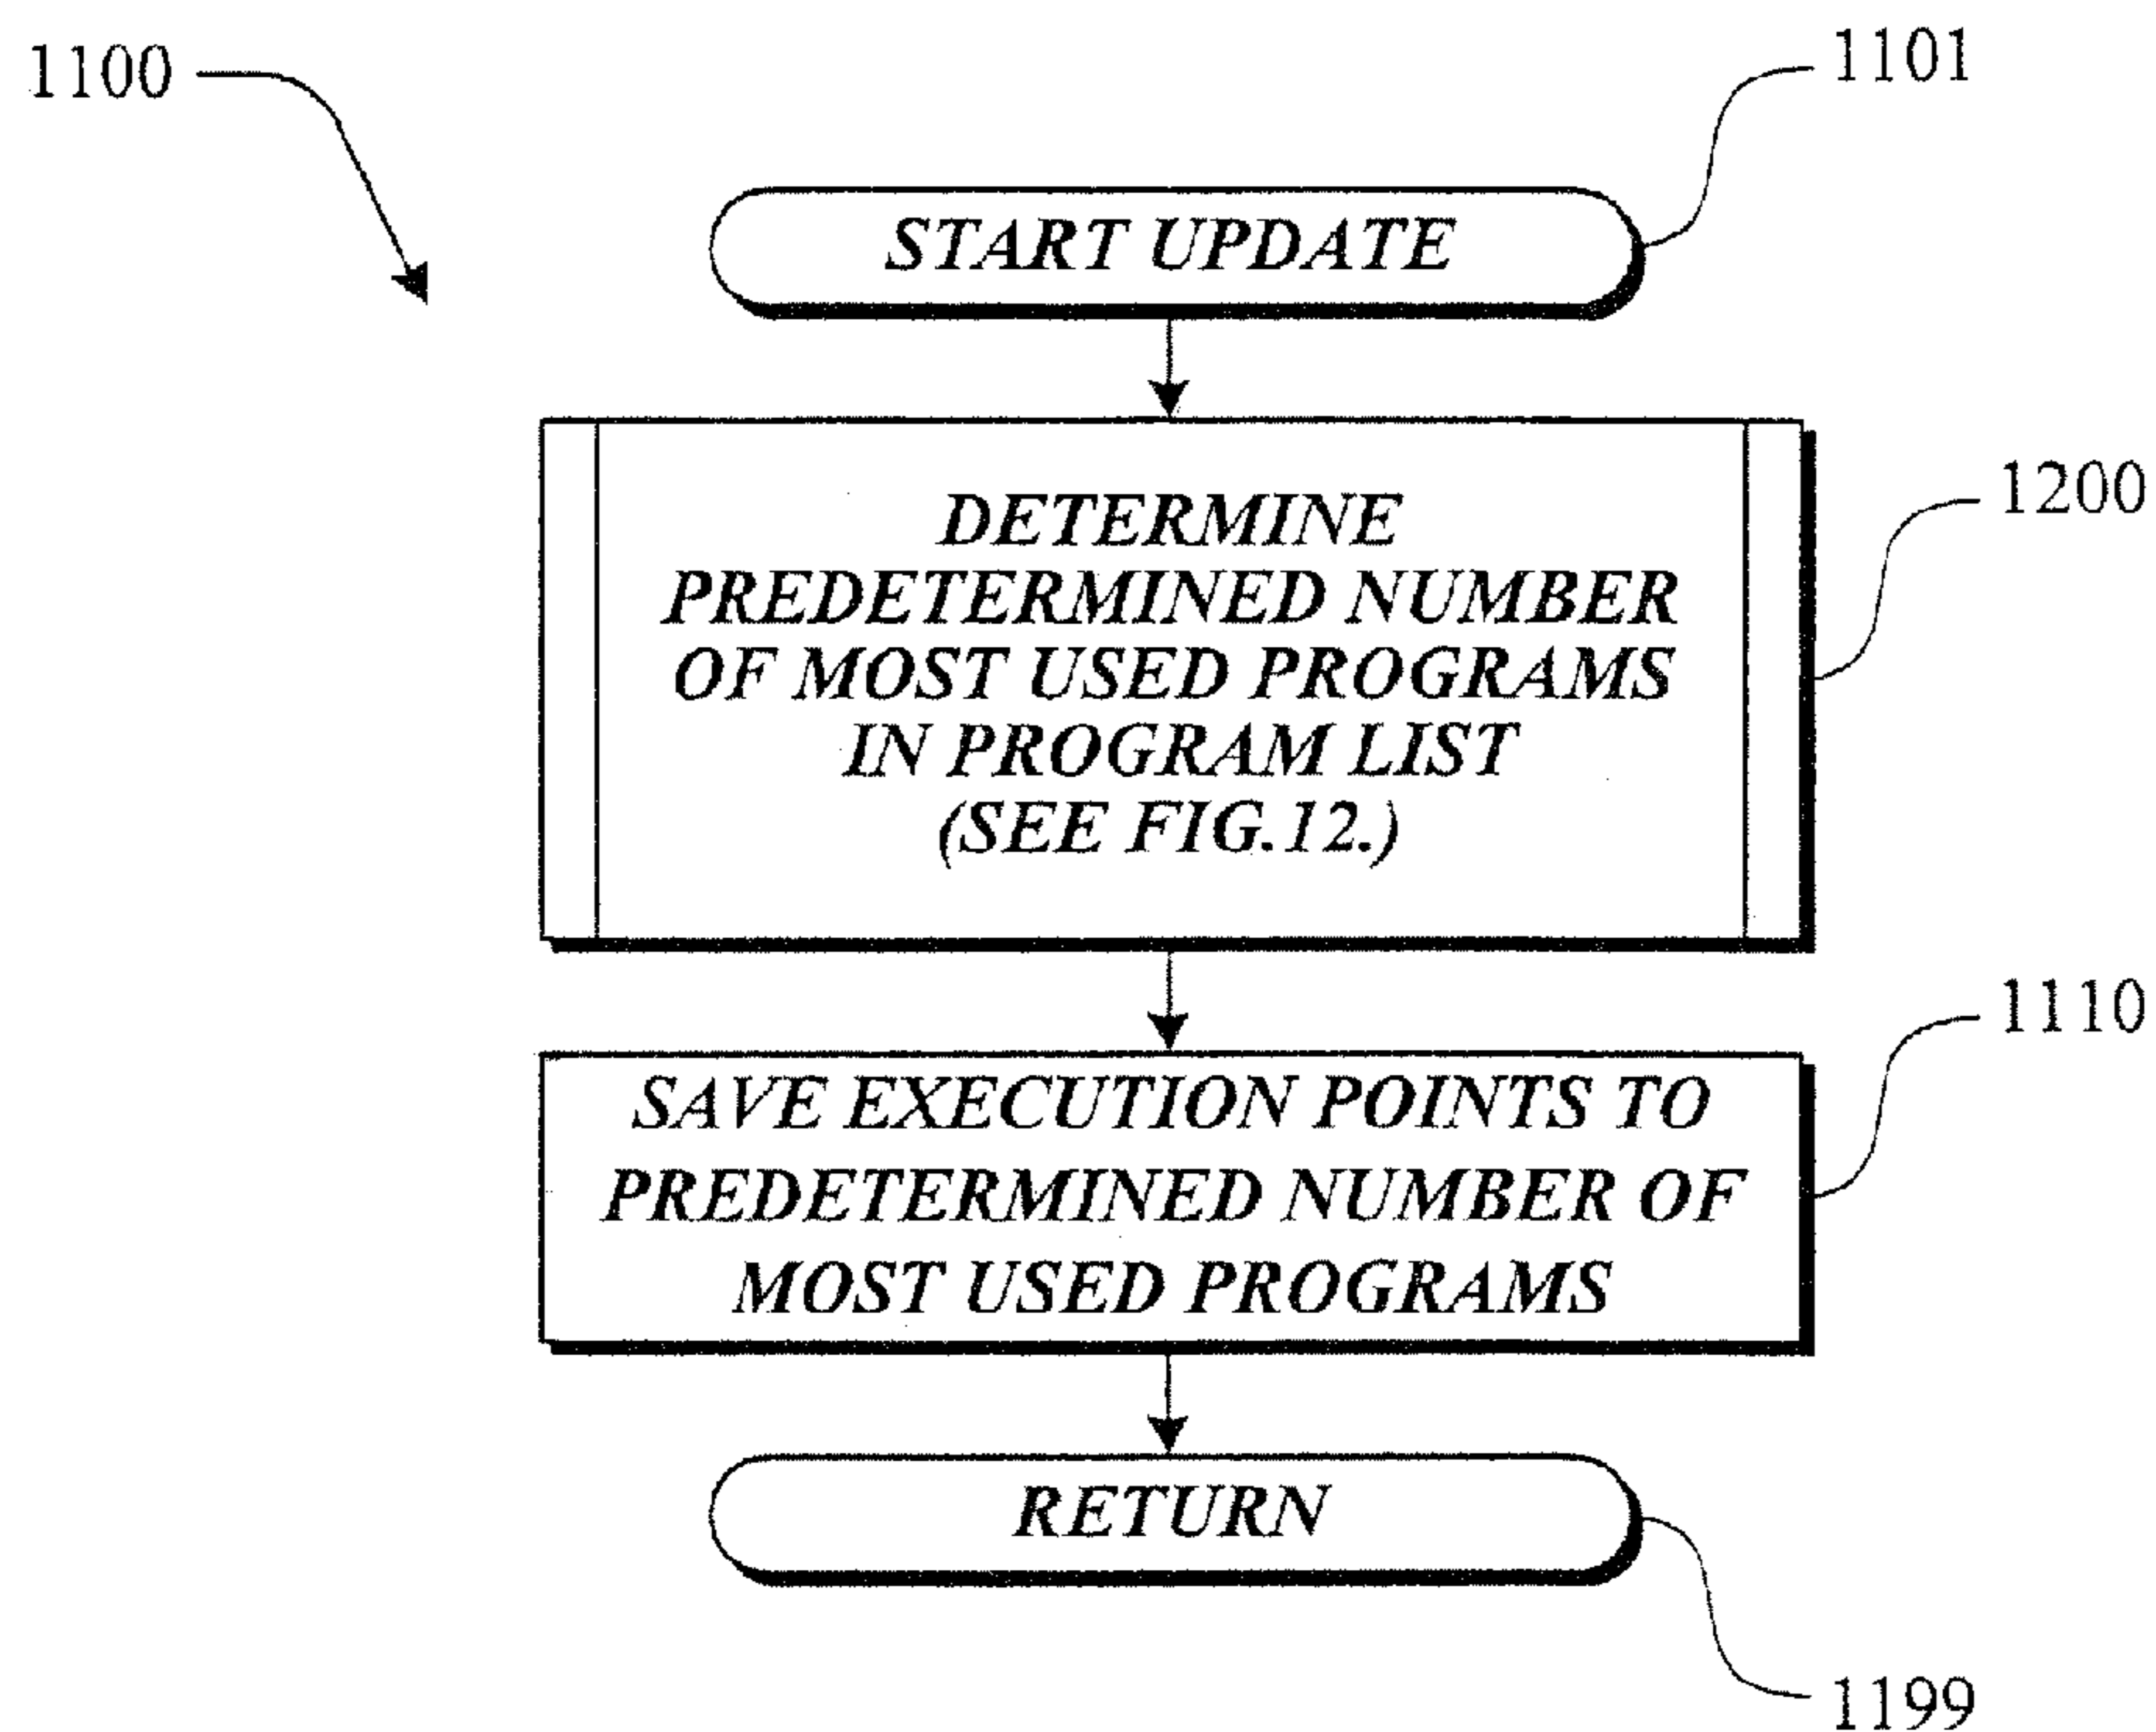 1100
1101
START UPDATE
1200
DETERMINE
PREDETERMINED NUMBER
OF MOST USED PROGRAMS
IN PROGRAM LIST
(SEE FIG.12.)
1110
SAVE EXECUTION POINTS TO
PREDETERMINED NUMBER OF
MOST USED PROGRAMS
RETURN
1199